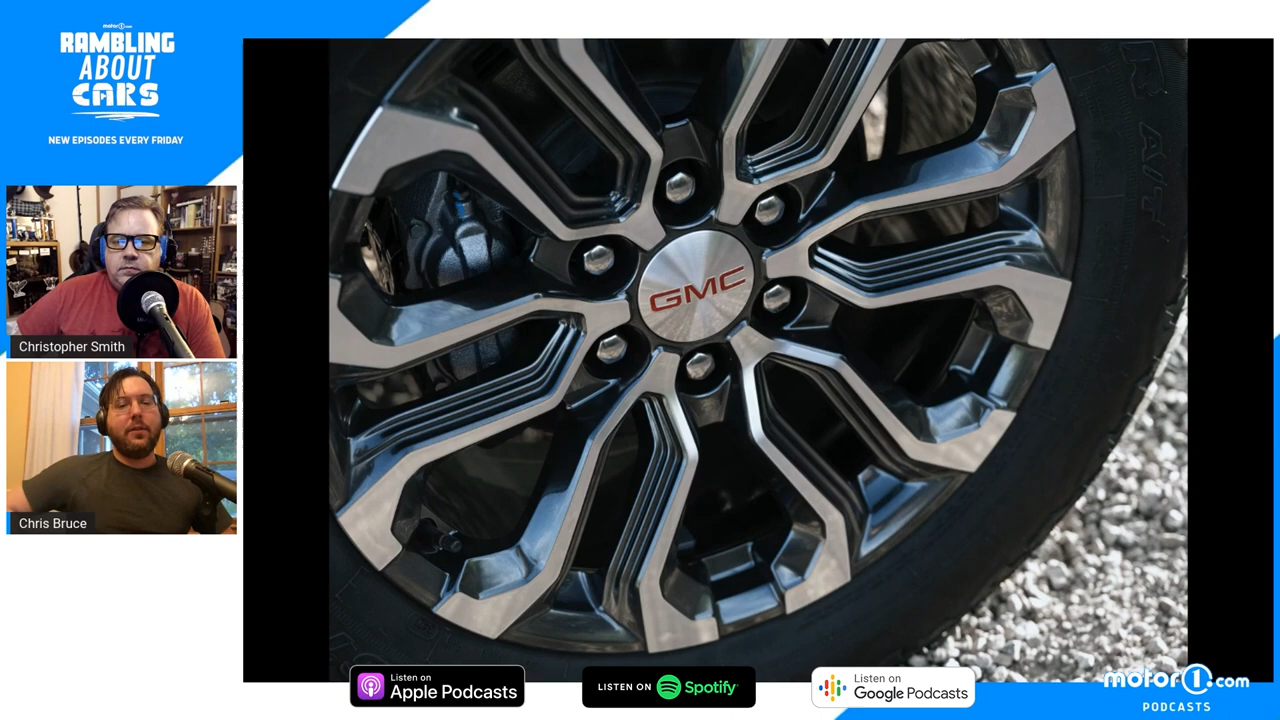 motor1.com
RAMBLING
ABOUT
CARS
NEW EPISODES EVERY FRIDAY
Christopher Smith
Chris Bruce
GMC
R A/T
Listen on
Apple Podcasts
LISTEN ON Spotify
Listen on
Google Podcasts
motor1.com
PODCASTS